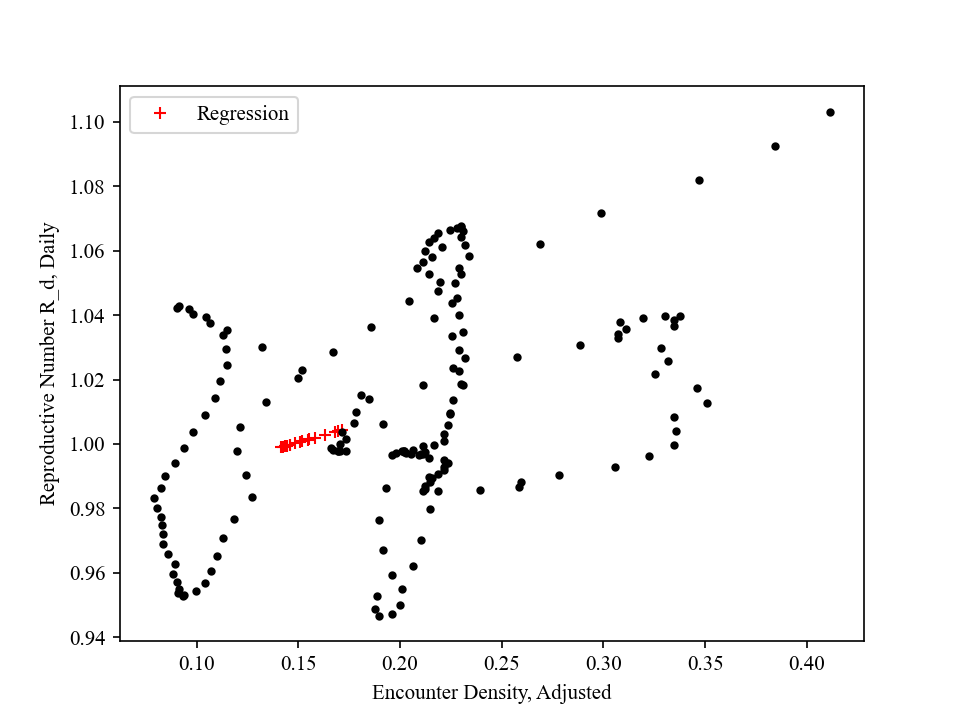 Regression
1.10
1.08
1.06
1.04
1.02
1.00
0.98
0.96
0.94
Reproductive Number R_d, Daily
0.10 0.15 0.20 0.25 0.30 0.35 0.40
Encounter Density, Adjusted